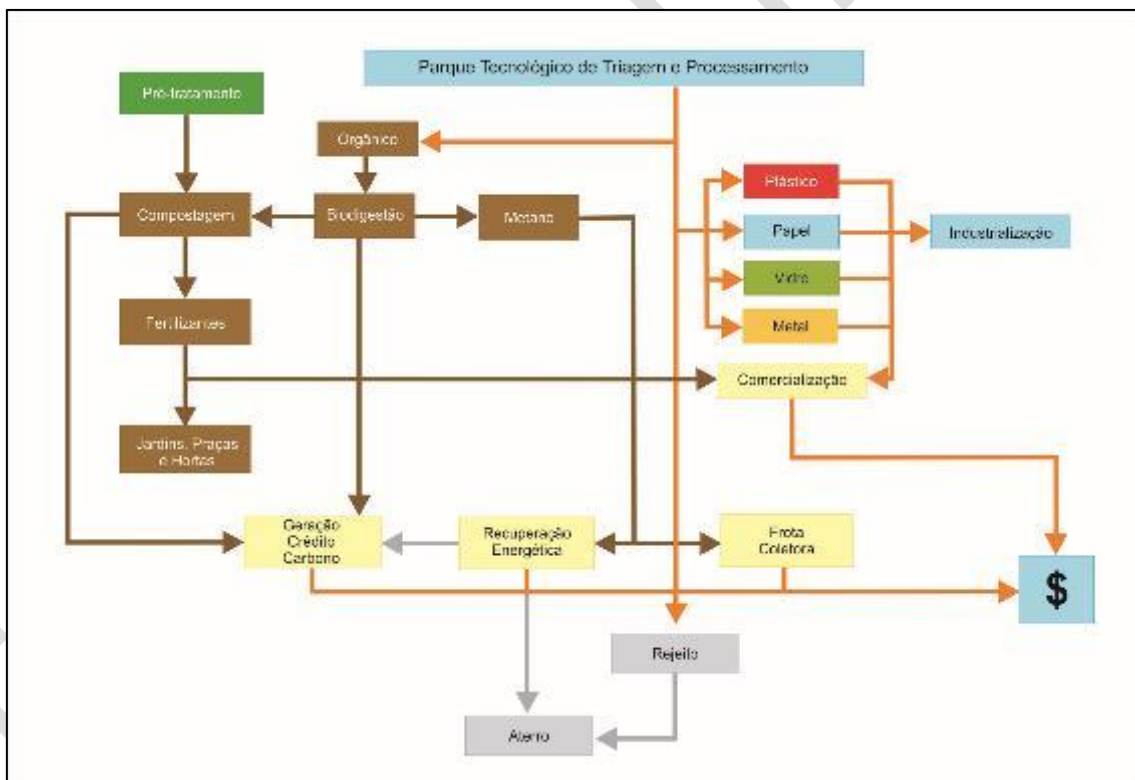 Parque Tecnológico de Triagem e Processamento
Pré-tratamento
Orgânico
Plástico
Compostagem
Biodigestão
Metano
Papel
Industrialização
Vidro
Fertilizantes
Metal
Comercialização
Jardins, Praças
e Hortas
Geração
Crédito
Carbono
Recuperação
Energética
Frota
Coletora
$
Rejeito
Aterro